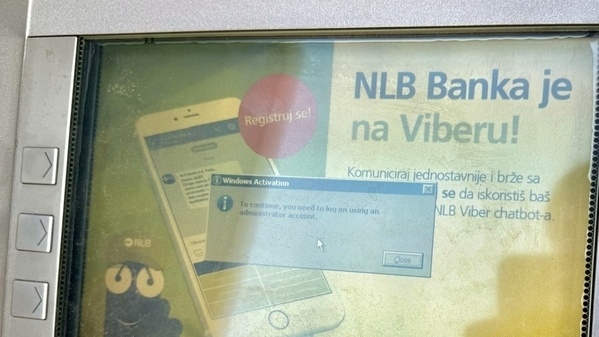 NLB Banka je
na Viberu!
Registruj se!
Komuniciraj jednostavnije i brže sa
se da iskoristiš baš
NLB Viber chatbot-a.
Windows Activation
To continue, you need to log on using an
administrator account.
Close
NLB